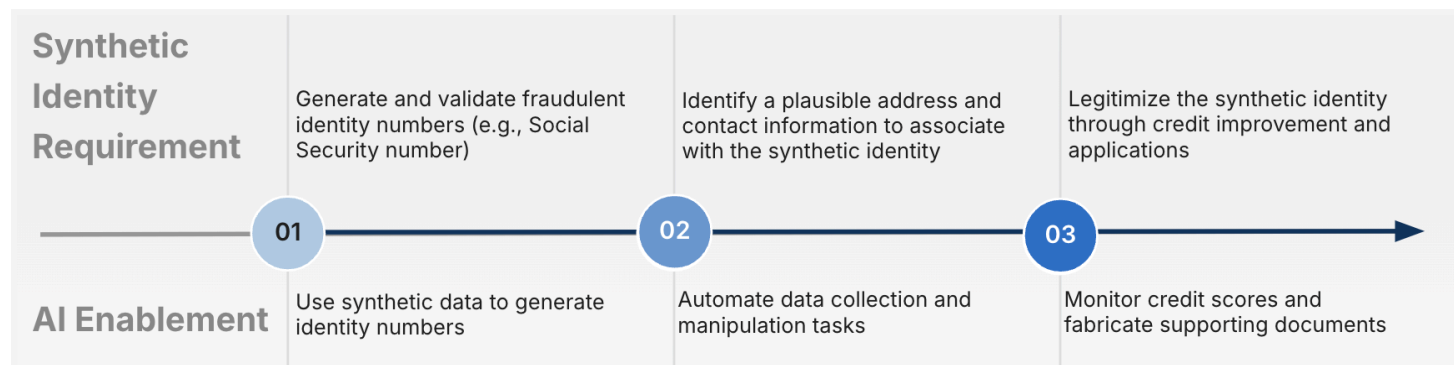 Synthetic
Identity
Requirement
Generate and validate fraudulent
identity numbers (e.g., Social
Security number)
Identify a plausible address and
contact information to associate
with the synthetic identity
Legitimize the synthetic identity
through credit improvement and
applications
01
02
03
AI Enablement
Use synthetic data to generate
identity numbers
Automate data collection and
manipulation tasks
Monitor credit scores and
fabricate supporting documents